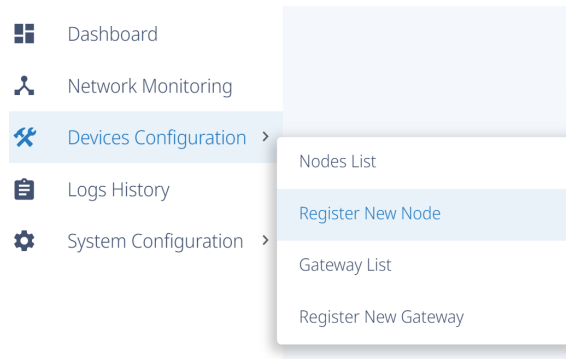 Dashboard
Network Monitoring
Devices Configuration
Logs History
System Configuration
Nodes List
Register New Node
Gateway List
Register New Gateway